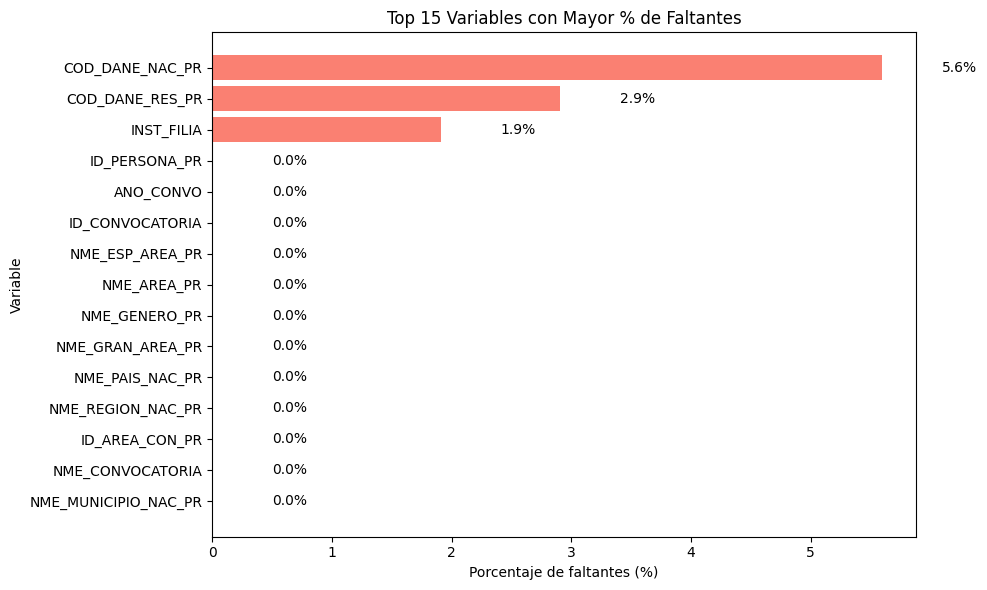 Top 15 Variables con Mayor % de Faltantes
COD_DANE_NAC_PR 5.6%
COD_DANE_RES_PR 2.9%
INST_FILIA 1.9%
ID_PERSONA_PR 0.0%
ANO_CONVO 0.0%
ID_CONVOCATORIA 0.0%
NME_ESP_AREA_PR 0.0%
NME_AREA_PR 0.0%
NME_GENERO_PR 0.0%
NME_GRAN_AREA_PR 0.0%
NME_PAIS_NAC_PR 0.0%
NME_REGION_NAC_PR 0.0%
ID_AREA_CON_PR 0.0%
NME_CONVOCATORIA 0.0%
NME_MUNICIPIO_NAC_PR 0.0%
Variable
0 1 2 3 4 5
Porcentaje de faltantes (%)